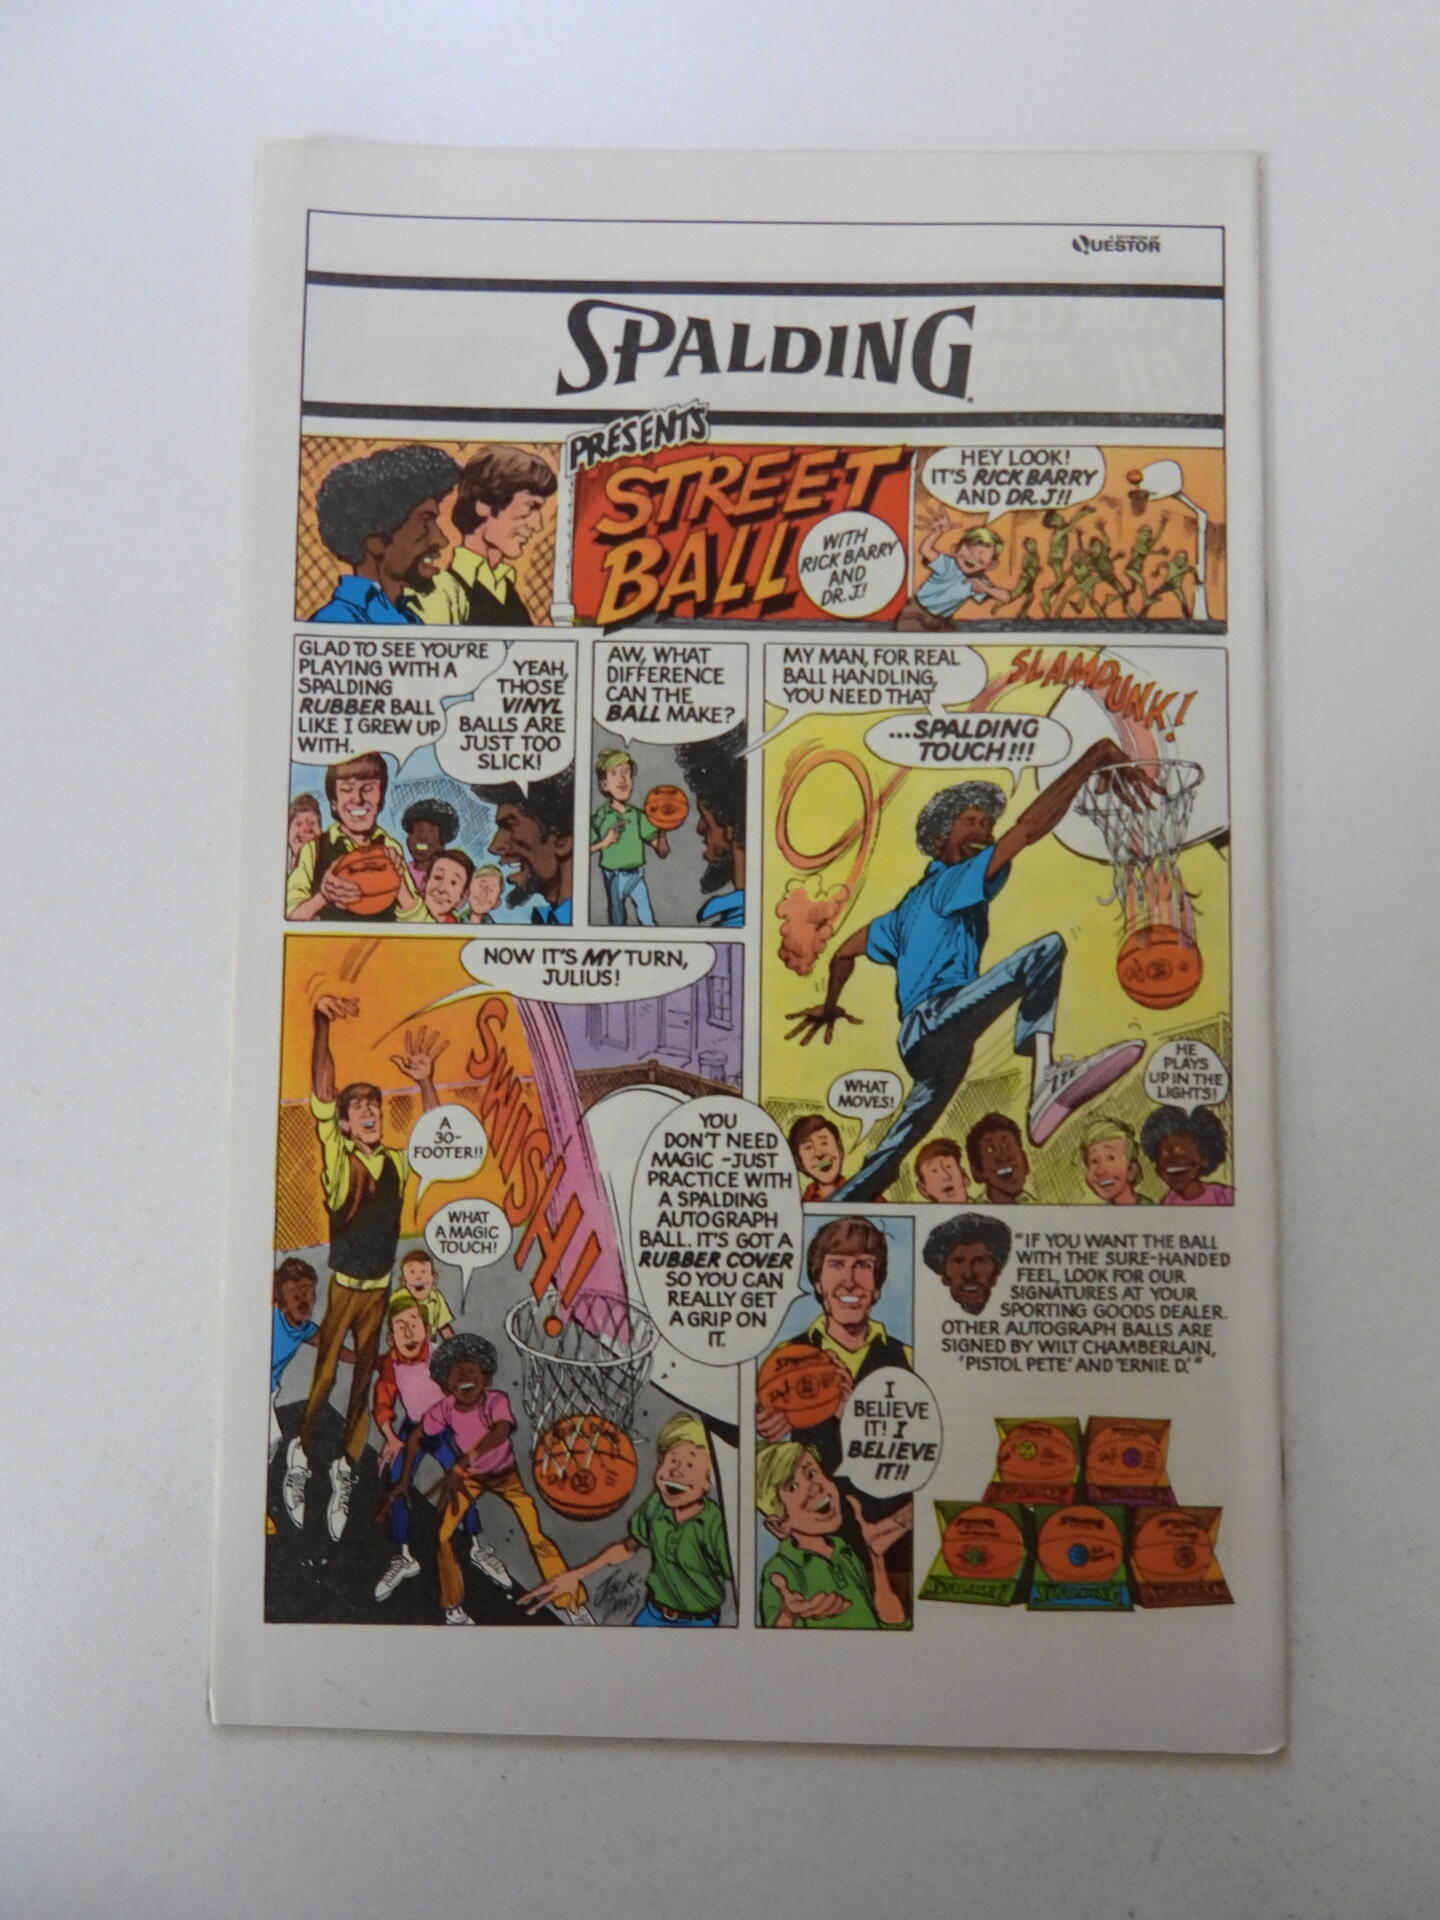 A DIVISION OF
QUESTOR
SPALDING
PRESENTS
STREET
BALL
WITH
RICK BARRY
AND
DR.J!
HEY LOOK!
IT'S RICK BARRY
AND DR.J!!
GLAD TO SEE YOU'RE
PLAYING WITH A
SPALDING
RUBBER BALL
LIKE I GREW UP
WITH.
YEAH,
THOSE
VINYL
BALLS ARE
JUST TOO
SLICK!
AW, WHAT
DIFFERENCE
CAN THE
BALL MAKE?
MY MAN, FOR REAL
BALL HANDLING,
YOU NEED THAT
...SPALDING
TOUCH!!!
SLAMDUNK!
WHAT
MOVES!
HE
PLAYS
UP IN THE
LIGHTS!
NOW IT'S MY TURN,
JULIUS!
SWISH!
A
30-
FOOTER!!
WHAT
A MAGIC
TOUCH!
YOU
DON'T NEED
MAGIC -JUST
PRACTICE WITH
A SPALDING
AUTOGRAPH
BALL. IT'S GOT A
RUBBER COVER
SO YOU CAN
REALLY GET
A GRIP ON
IT.
I
BELIEVE
IT! I
BELIEVE
IT!!
"IF YOU WANT THE BALL
WITH THE SURE-HANDED
FEEL, LOOK FOR OUR
SIGNATURES AT YOUR
SPORTING GOODS DEALER.
OTHER AUTOGRAPH BALLS ARE
SIGNED BY WILT CHAMBERLAIN,
'PISTOL PETE' AND 'ERNIE D.'"
SPALDING
SPALDING
SPALDING